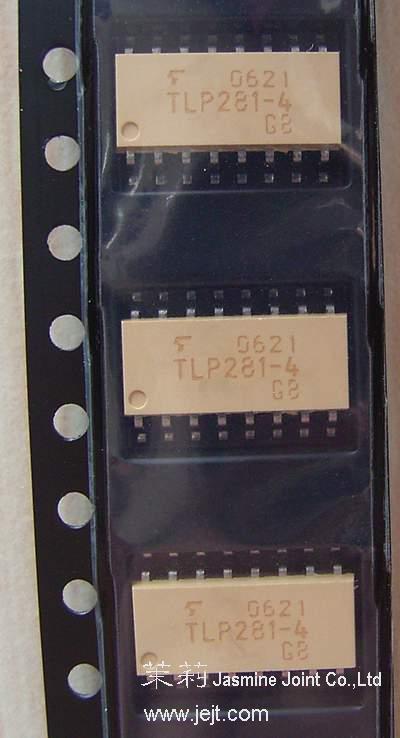 0621
TLP281-4
G8
0621
TLP281-4
G8
0621
TLP281-4
G8
茉莉 Jasmine Joint Co.,Ltd
www.jejt.com